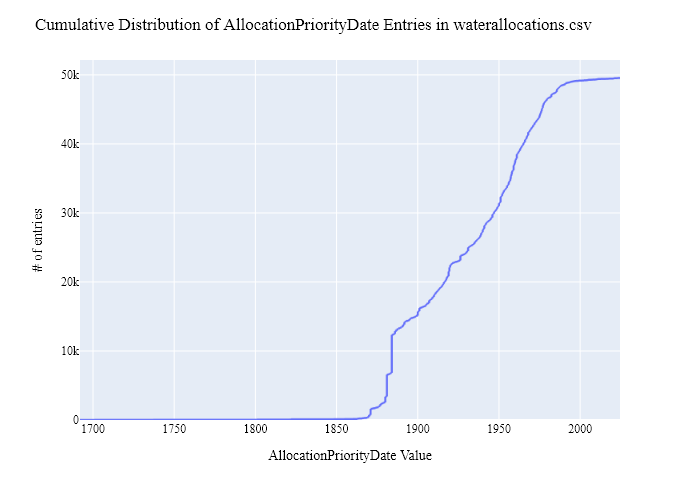 Cumulative Distribution of AllocationPriorityDate Entries in waterallocations.csv
50k
40k
30k
20k
10k
0
# of entries
1700 1750 1800 1850 1900 1950 2000
AllocationPriorityDate Value